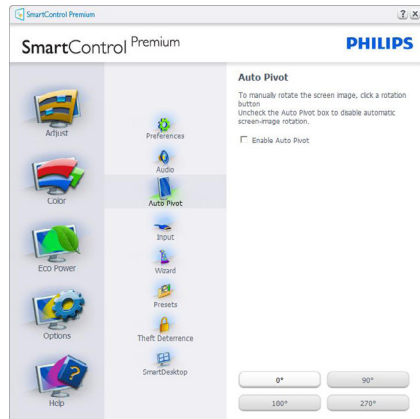 SmartControl Premium
SmartControl Premium
PHILIPS
Adjust
Color
Eco Power
Options
Help
Preferences
Audio
Auto Pivot
Input
Wizard
Presets
Theft Deterrence
SmartDesktop
Auto Pivot
To manually rotate the screen image, click a rotation
button
Uncheck the Auto Pivot box to disable automatic
screen-image rotation.
Enable Auto Pivot
0°
90°
180°
270°